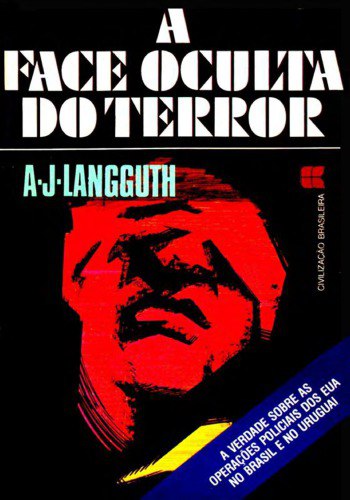 A
FACE OCULTA
DO TERROR
A·J·LANGGUTH
CIVILIZAÇÃO BRASILEIRA
A VERDADE SOBRE AS
OPERAÇÕES POLICIAIS DOS EUA
NO BRASIL E NO URUGUAI